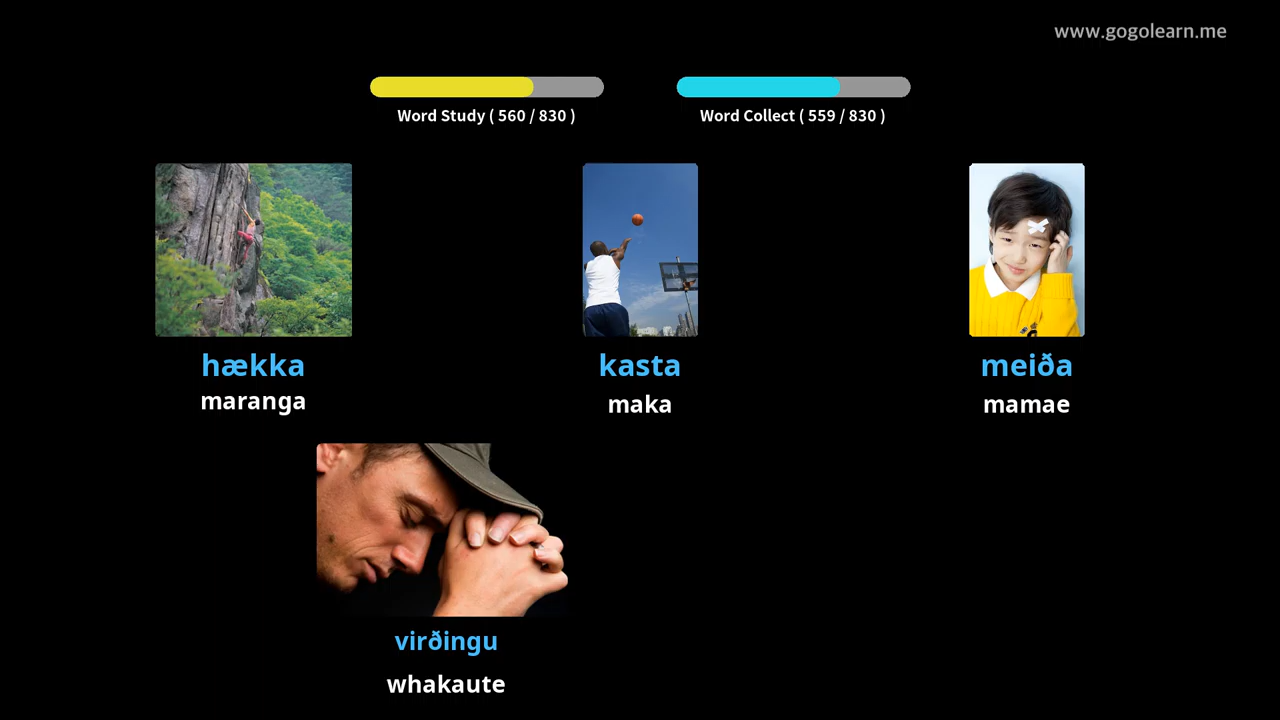 www.gogolearn.me
Word Study ( 560 / 830 )
Word Collect ( 559 / 830 )
hækka
maranga
kasta
maka
meiða
mamae
virðingu
whakaute